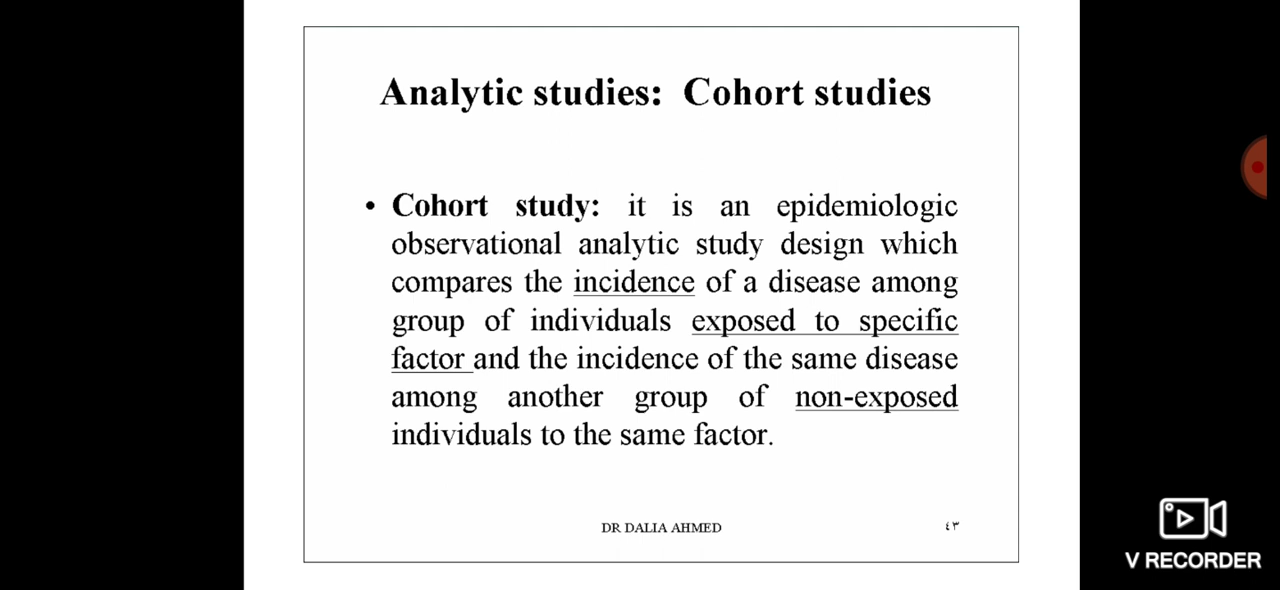 Analytic studies: Cohort studies
• Cohort study: it is an epidemiologic
observational analytic study design which
compares the incidence of a disease among
group of individuals exposed to specific
factor and the incidence of the same disease
among another group of non-exposed
individuals to the same factor.
DR DALIA AHMED
٤٣
V RECORDER